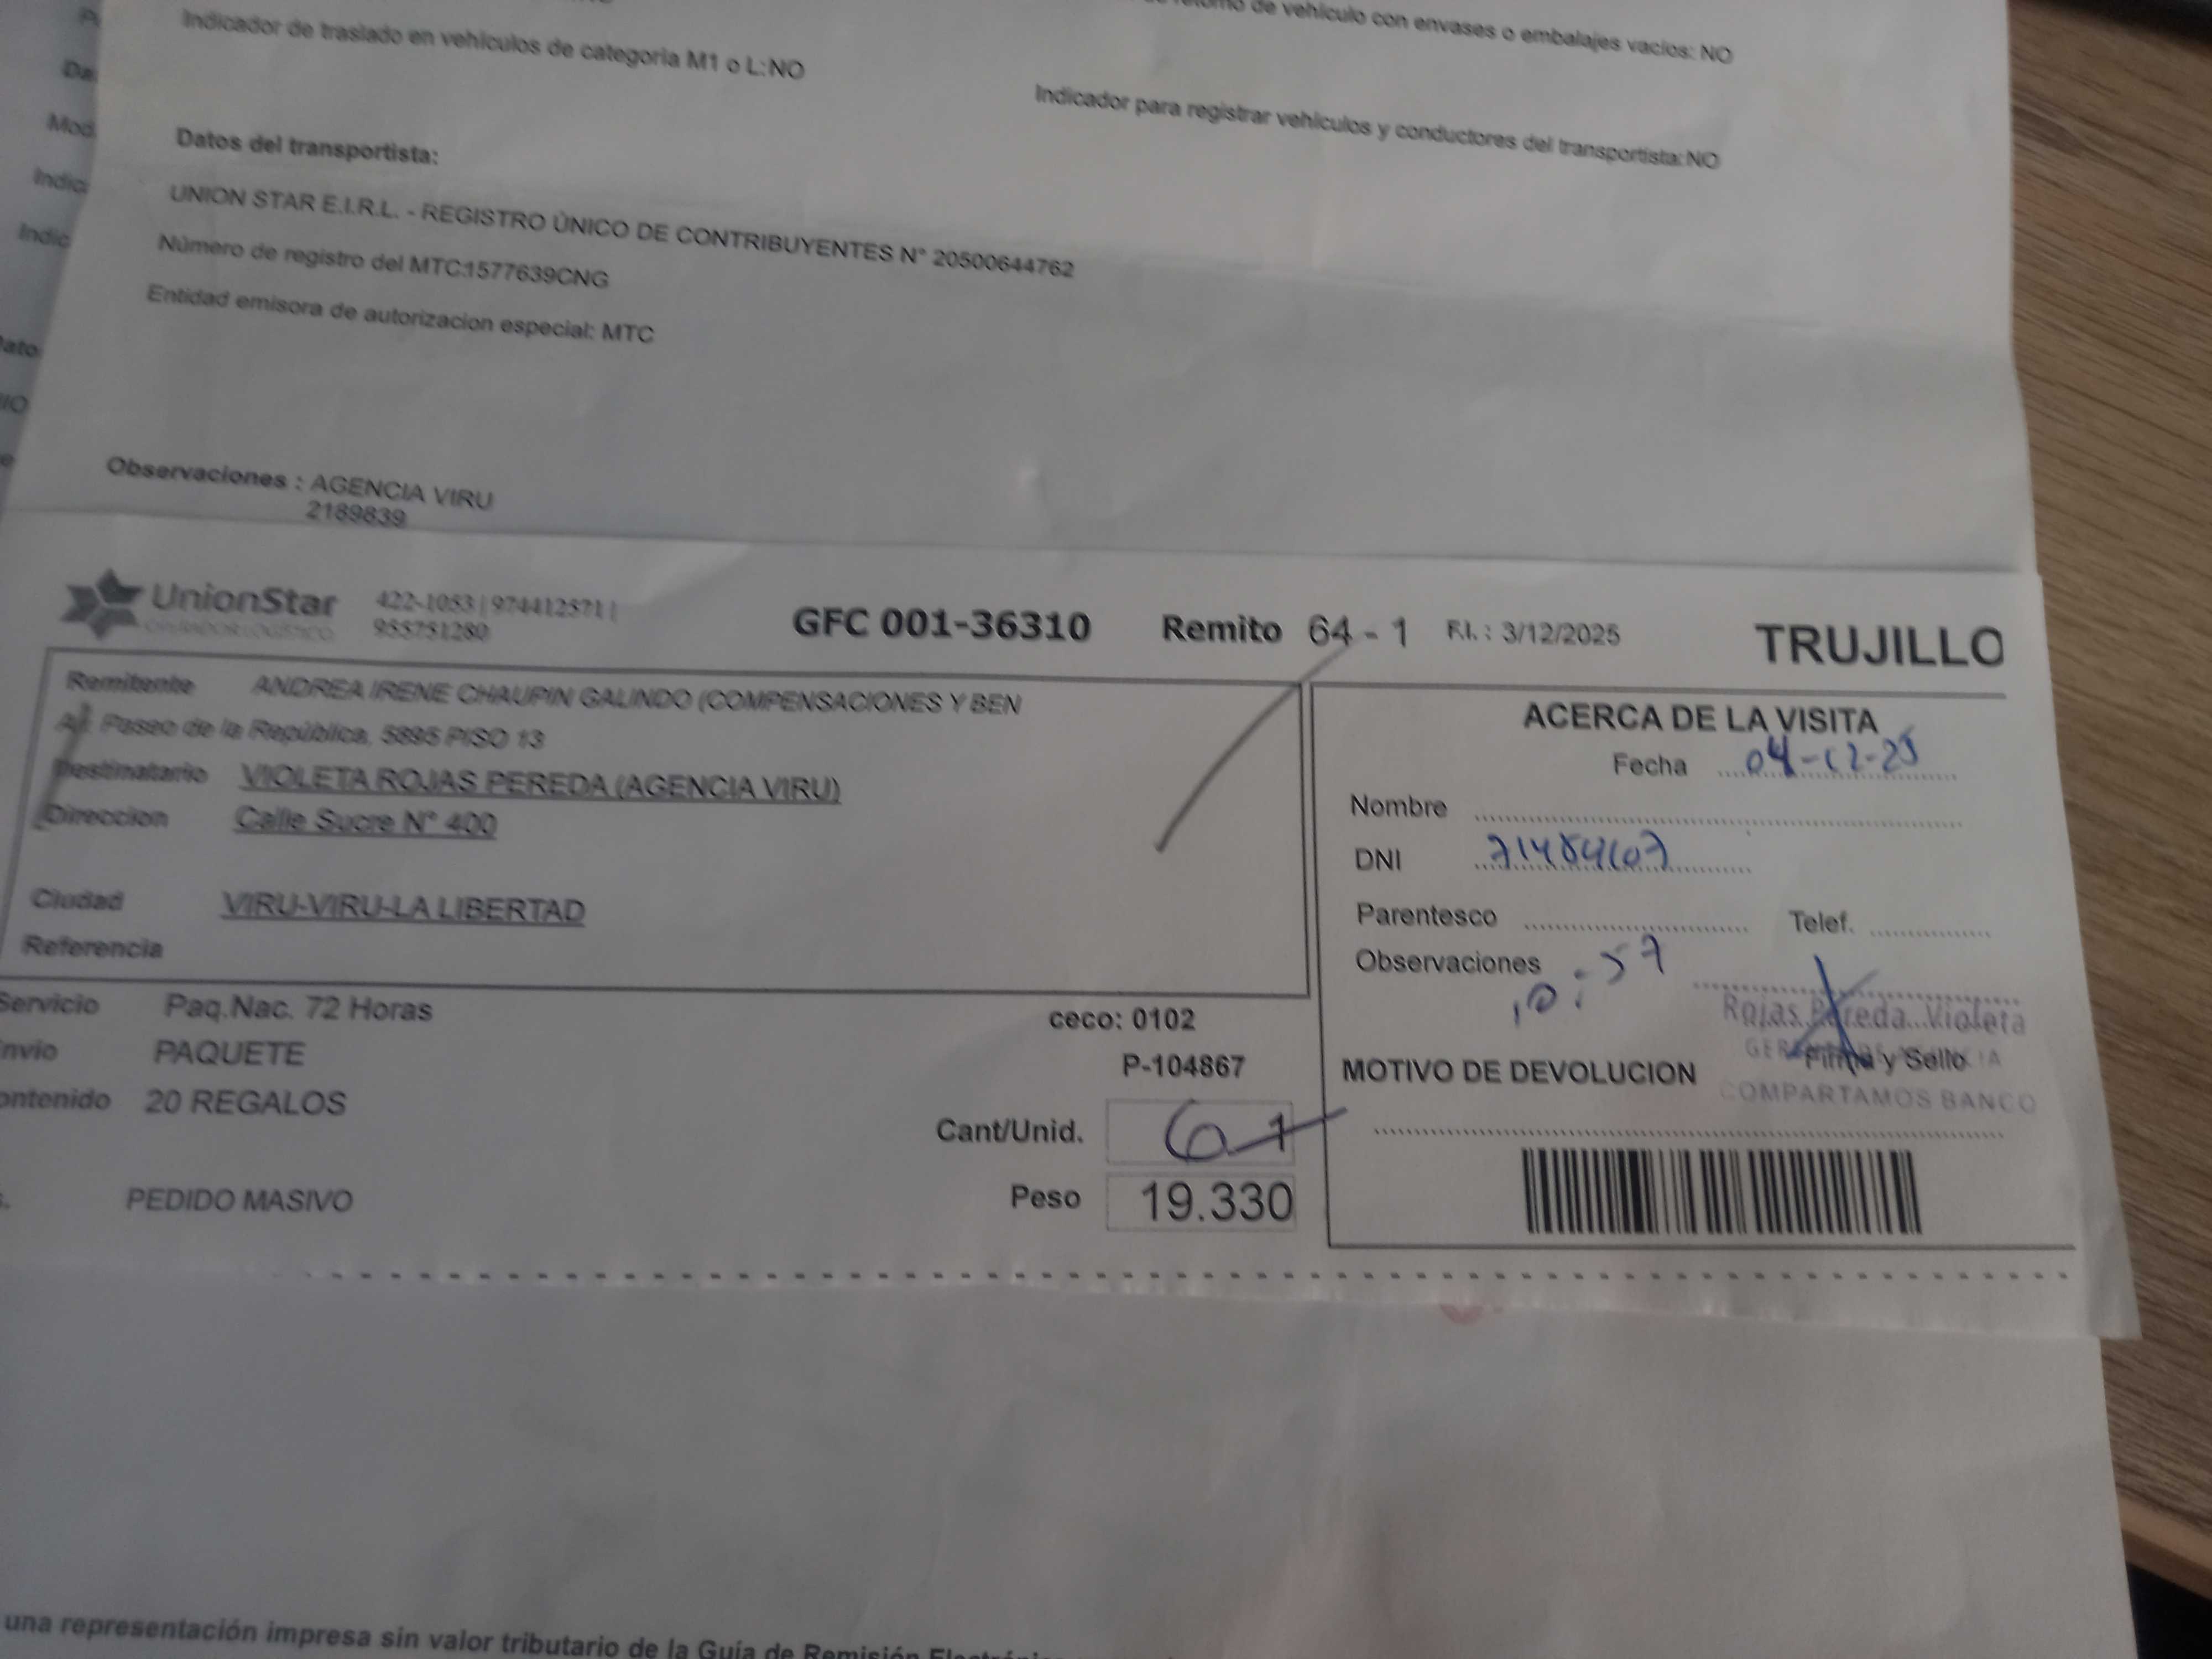 de vehículo con envases o embalajes vacíos: NO
Indicador de traslado en vehículos de categoria M1 o L:NO
Indicador para registrar vehículos y conductores del transportista:NO
Datos del transportista:
UNION STAR E.I.R.L. - REGISTRO ÚNICO DE CONTRIBUYENTES N° 20500644762
Número de registro del MTC:1577639CNG
Entidad emisora de autorizacion especial: MTC
Observaciones : AGENCIA VIRU
2189839
UnionStar
422-1053 | 974412571 |
955751280
GFC 001-36310 Remito 64 - 1 F.I. : 3/12/2025 TRUJILLO
Remitente ANDREA IRENE CHAUPIN GALINDO (COMPENSACIONES Y BEN
Av. Paseo de la República, 5895 PISO 13
Destinatario VIOLETA ROJAS PEREDA (AGENCIA VIRU)
Direccion Calle Sucre N° 400
Ciudad VIRU-VIRU-LA LIBERTAD
Referencia
Servicio Paq.Nac. 72 Horas
ceco: 0102
PAQUETE
P-104867
20 REGALOS
Cant/Unid.
PEDIDO MASIVO
Peso 19.330
ACERCA DE LA VISITA
Fecha 04-12-25
Nombre
DNI
Parentesco Telef.
Observaciones 10:57
Rojas Pereda Violeta
Firma y Sello
COMPARTAMOS BANCO
MOTIVO DE DEVOLUCION
una representación impresa sin valor tributario de la Guía de Remisión